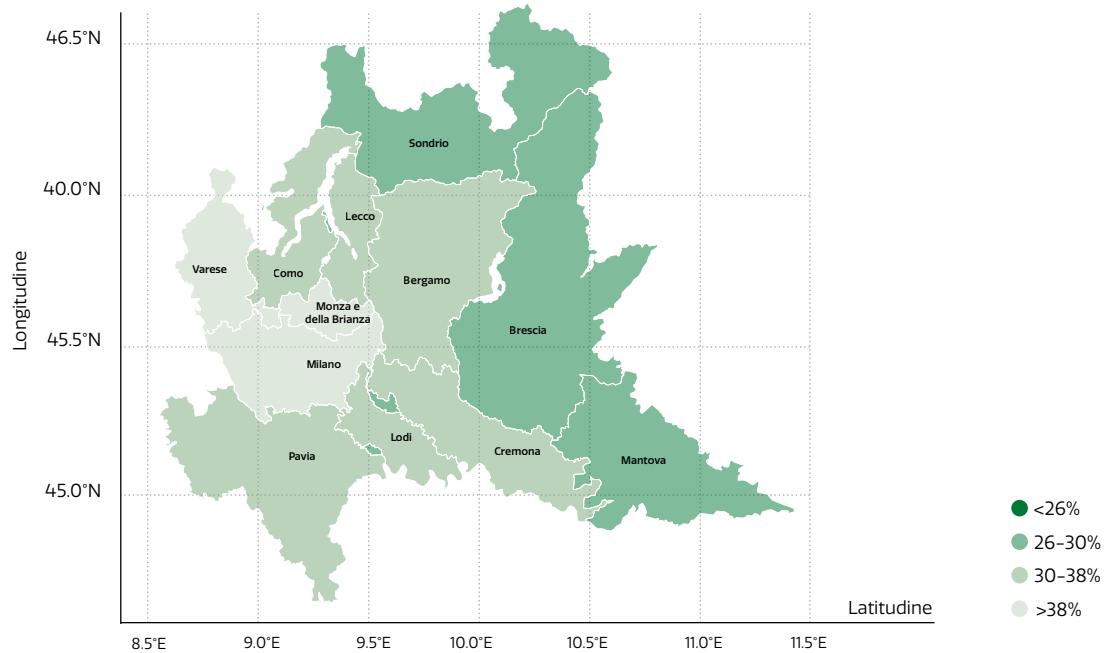 46.5°N
Sondrio
40.0°N
Lecco
Varese
Como
Bergamo
Monza e
della Brianza
Brescia
Longitudine
45.5°N
Milano
Lodi
Cremona
Pavia
Mantova
45.0°N
<26%
26–30%
30–38%
>38%
Latitudine
8.5°E 9.0°E 9.5°E 10.0°E 10.5°E 11.0°E 11.5°E